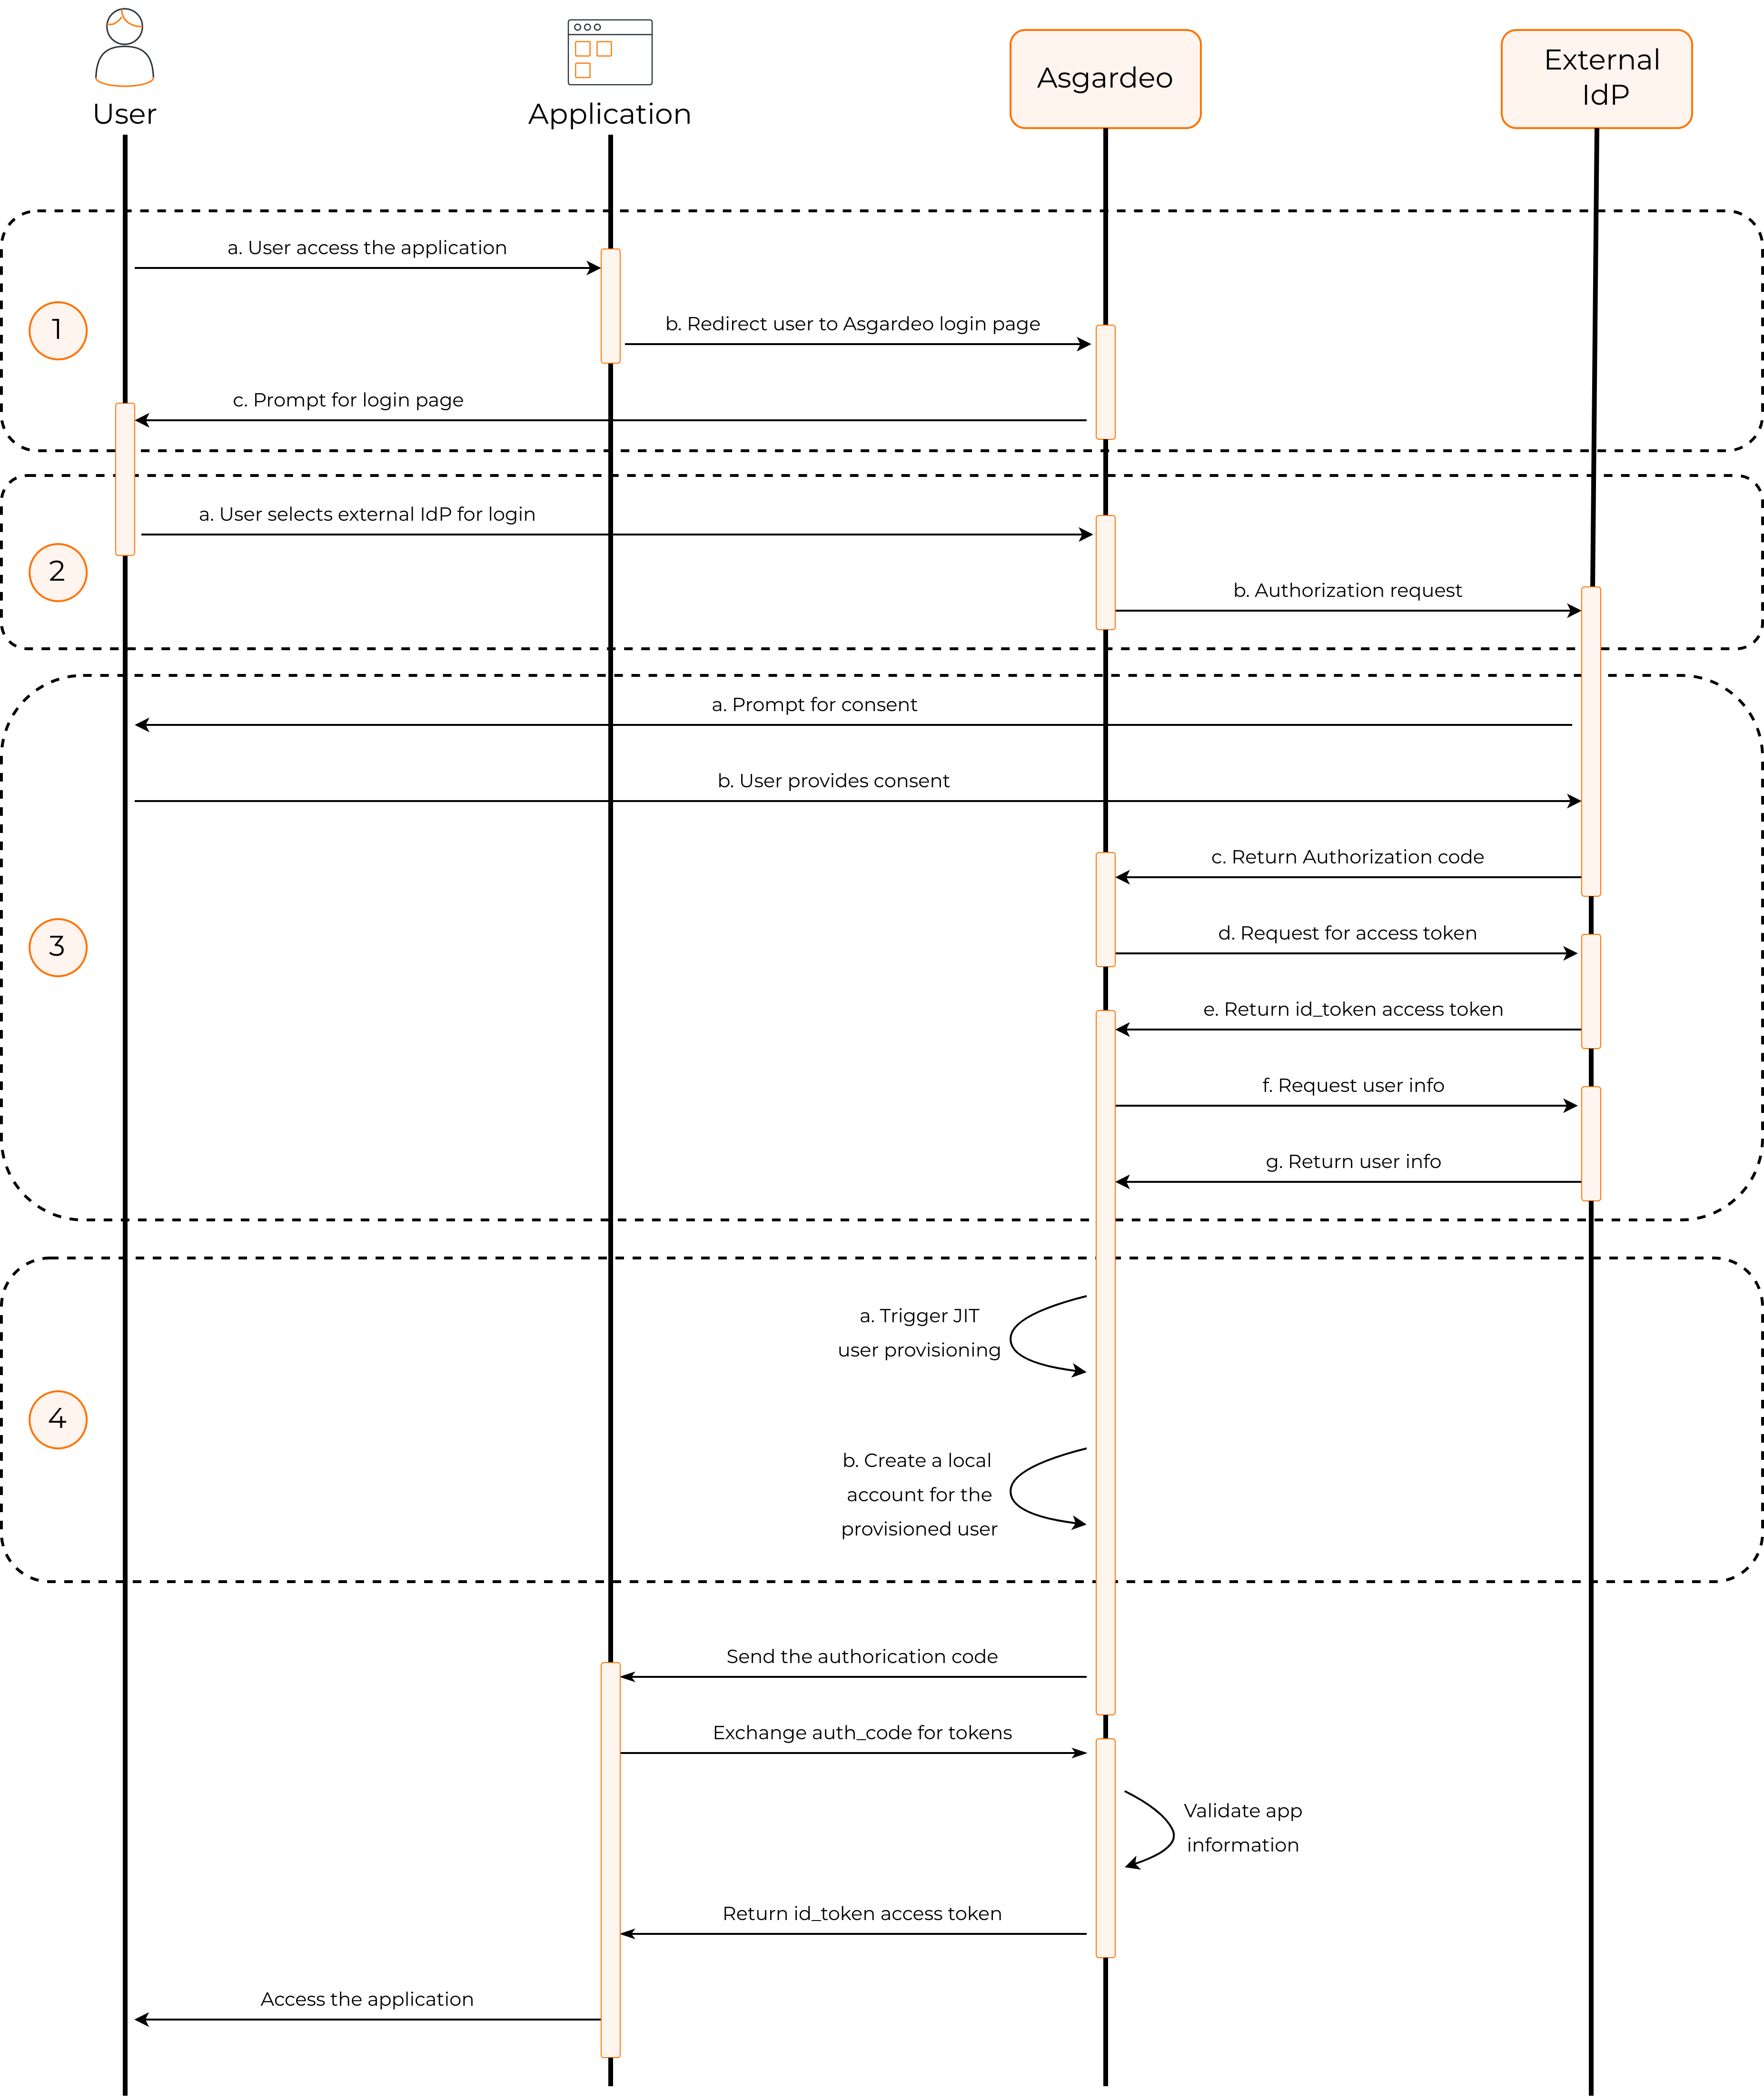 User
Application
Asgardeo
External
IdP
1
a. User access the application
b. Redirect user to Asgardeo login page
c. Prompt for login page
2
a. User selects external IdP for login
b. Authorization request
3
a. Prompt for consent
b. User provides consent
c. Return Authorization code
d. Request for access token
e. Return id_token access token
f. Request user info
g. Return user info
4
a. Trigger JIT
user provisioning
b. Create a local
account for the
provisioned user
Send the authorication code
Exchange auth_code for tokens
Validate app
information
Return id_token access token
Access the application